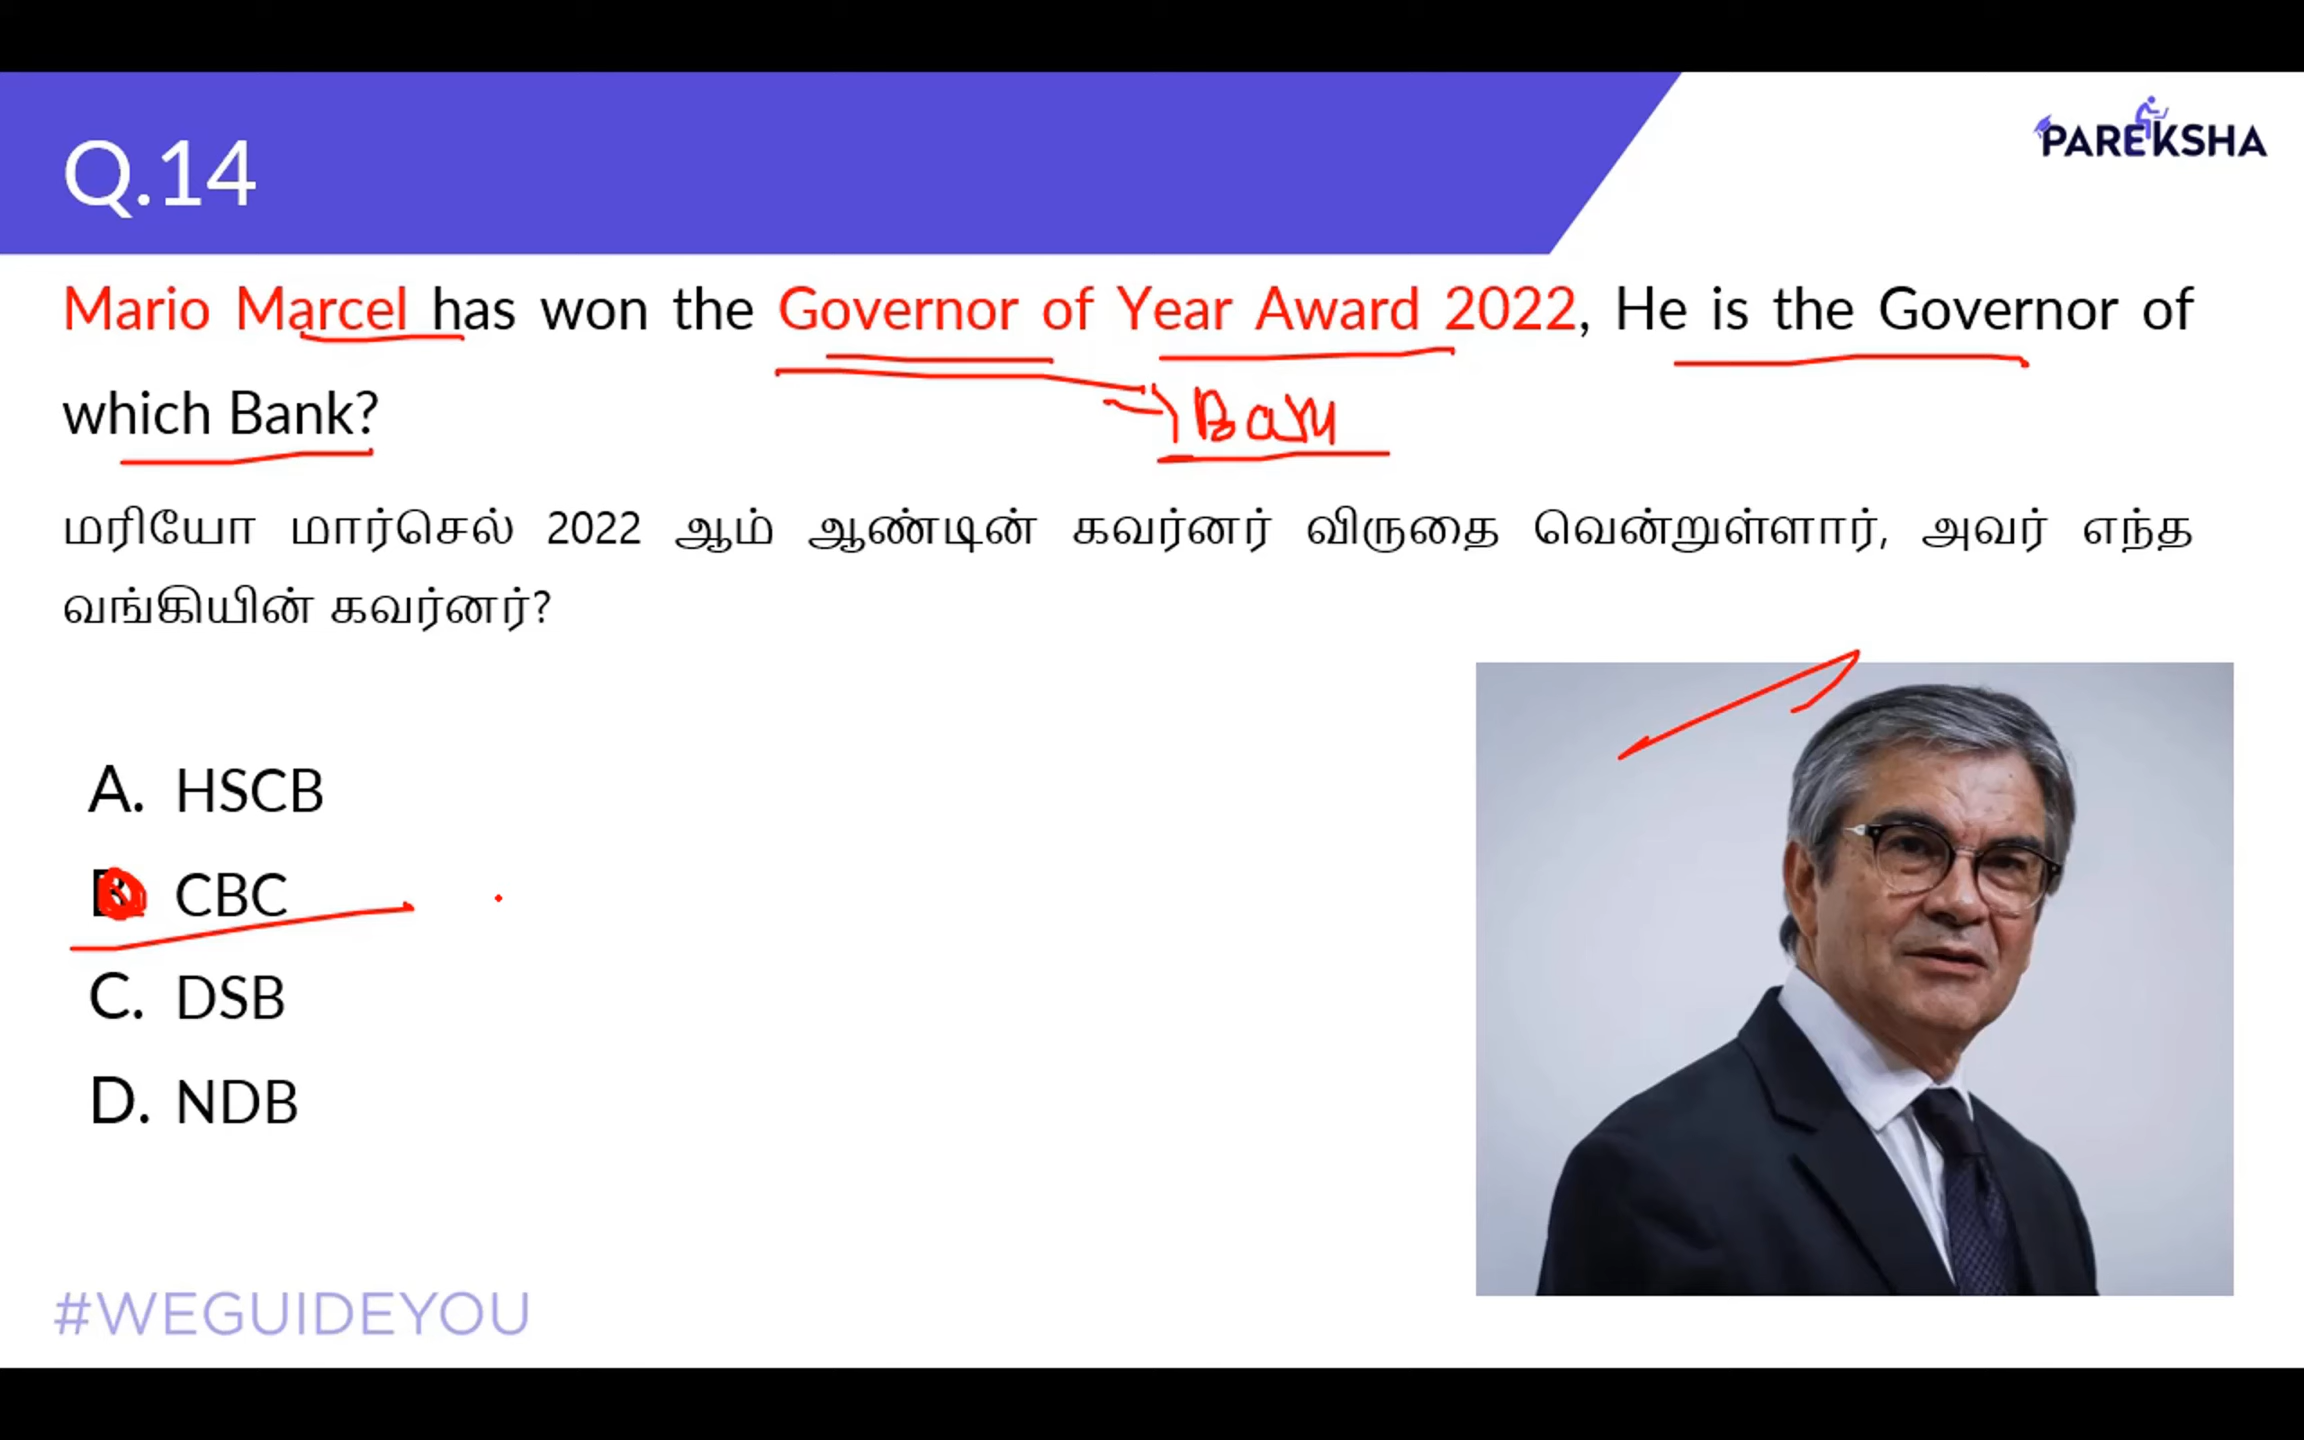 Q.14
PAREKSHA
Mario Marcel has won the Governor of Year Award 2022, He is the Governor of
which Bank?
மரியோ மார்செல் 2022 ஆம் ஆண்டின் கவர்னர் விருதை வென்றுள்ளார், அவர் எந்த
வங்கியின் கவர்னர்?
A. HSCB
B. CBC
C. DSB
D. NDB
#WEGUIDEYOU